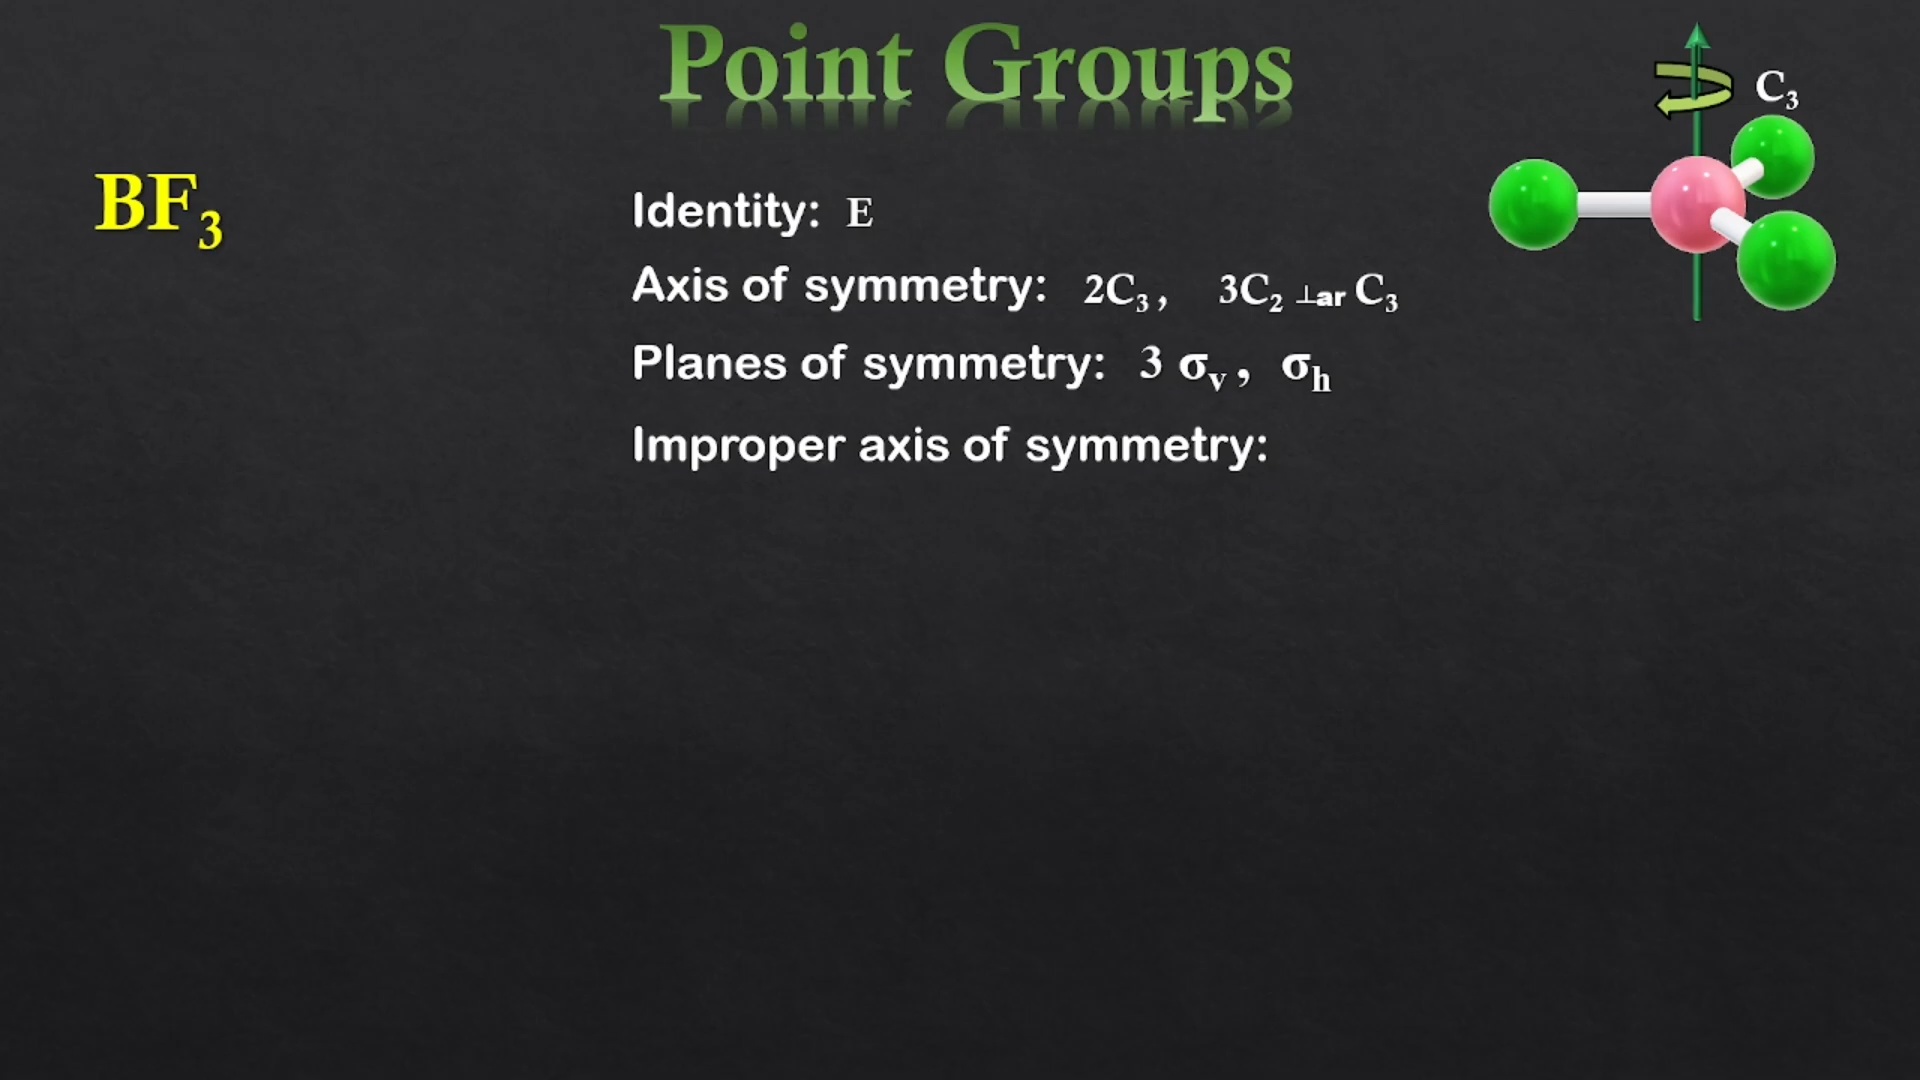 Point Groups
C₃
BF₃
Identity: E
Axis of symmetry: 2C₃, 3C₂ ⊥ar C₃
Planes of symmetry: 3 σᵥ, σₕ
Improper axis of symmetry: